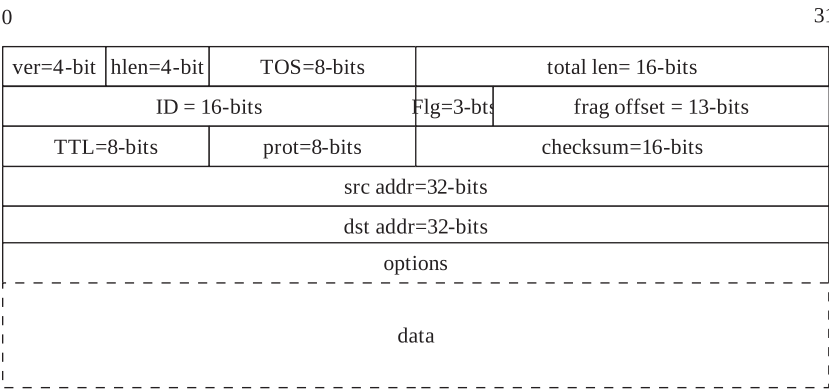 0 31
ver=4-bit hlen=4-bit TOS=8-bits total len= 16-bits
ID = 16-bits Flg=3-bts frag offset = 13-bits
TTL=8-bits prot=8-bits checksum=16-bits
src addr=32-bits
dst addr=32-bits
options
data